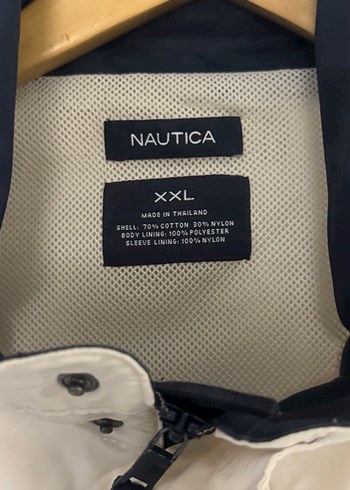 NAUTICA
XXL
MADE IN THAILAND
SHELL: 70% COTTON 30% NYLON
BODY LINING: 100% POLYESTER
SLEEVE LINING: 100% NYLON